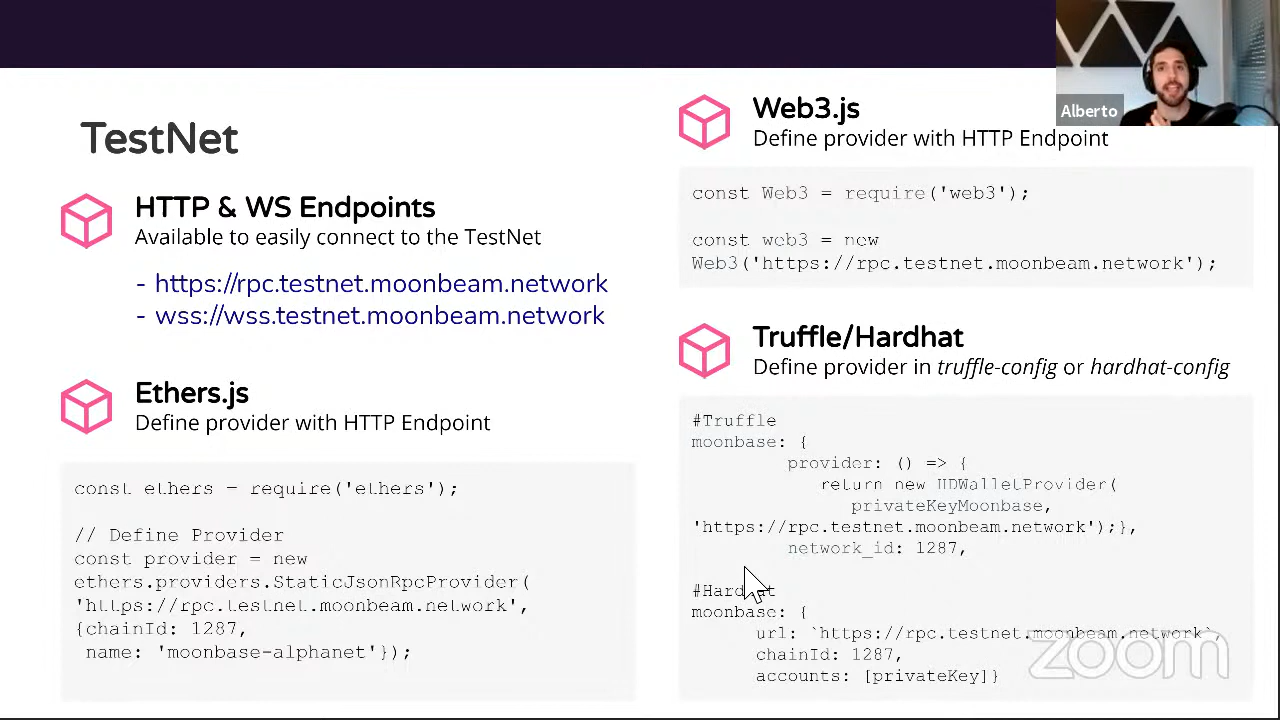 TestNet
HTTP & WS Endpoints
Available to easily connect to the TestNet
- https://rpc.testnet.moonbeam.network
- wss://wss.testnet.moonbeam.network
Ethers.js
Define provider with HTTP Endpoint
const ethers = require('ethers');
// Define Provider
const provider = new
ethers.providers.StaticJsonRpcProvider(
'https://rpc.testnet.moonbeam.network',
{chainId: 1287,
name: 'moonbase-alphanet'});
Web3.js
Define provider with HTTP Endpoint
const Web3 = require('web3');
const web3 = new
Web3('https://rpc.testnet.moonbeam.network');
Truffle/Hardhat
Define provider in truffle-config or hardhat-config
#Truffle
moonbase: {
provider: () => {
return new HDWalletProvider(
privateKeyMoonbase,
'https://rpc.testnet.moonbeam.network');},
network_id: 1287,
#Hardhat
moonbase: {
url: `https://rpc.testnet.moonbeam.network`,
chainId: 1287,
accounts: [privateKey]}
Alberto
zoom